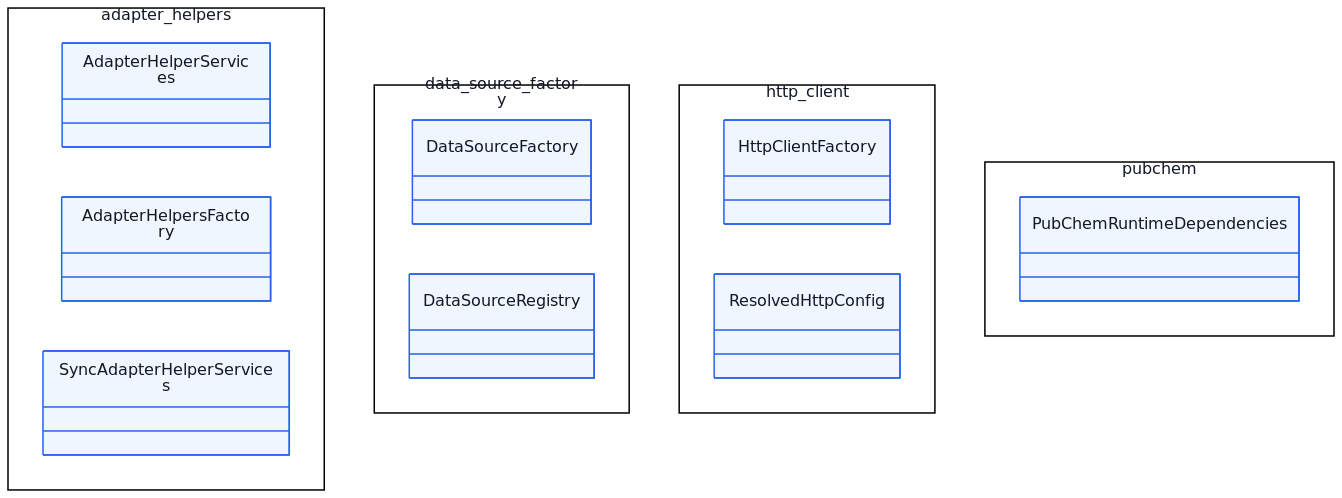 adapter_helpers
AdapterHelperServic
es
AdapterHelpersFacto
ry
SyncAdapterHelperService
s
data_source_factor
y
DataSourceFactory
DataSourceRegistry
http_client
HttpClientFactory
ResolvedHttpConfig
pubchem
PubChemRuntimeDependencies